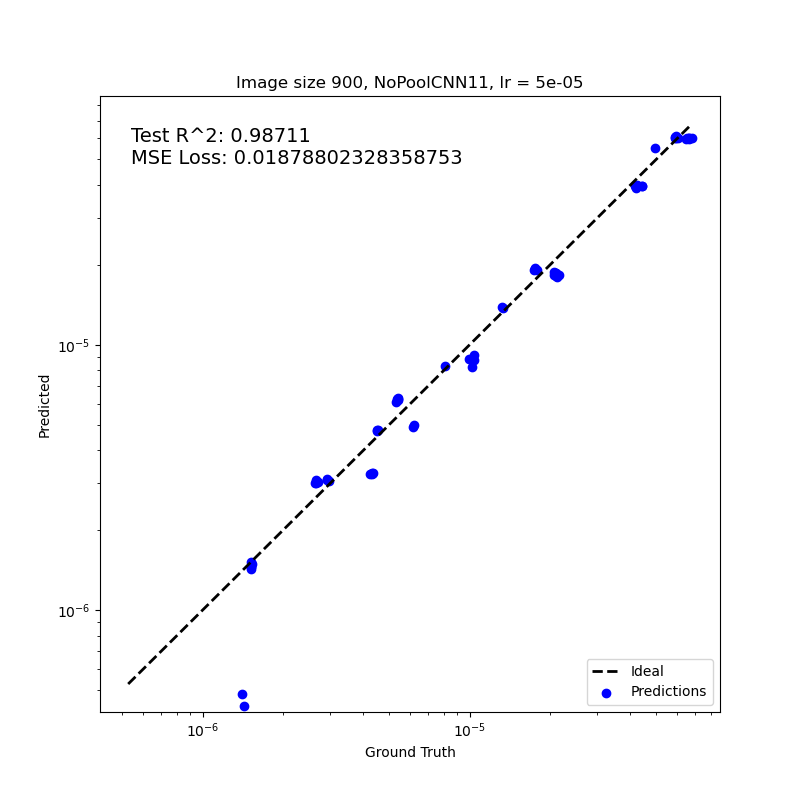 Image size 900, NoPoolCNN11, lr = 5e-05
Test R^2: 0.98711
MSE Loss: 0.01878802328358753
Predicted
10⁻⁵
10⁻⁶
Ideal
Predictions
10⁻⁶
10⁻⁵
Ground Truth